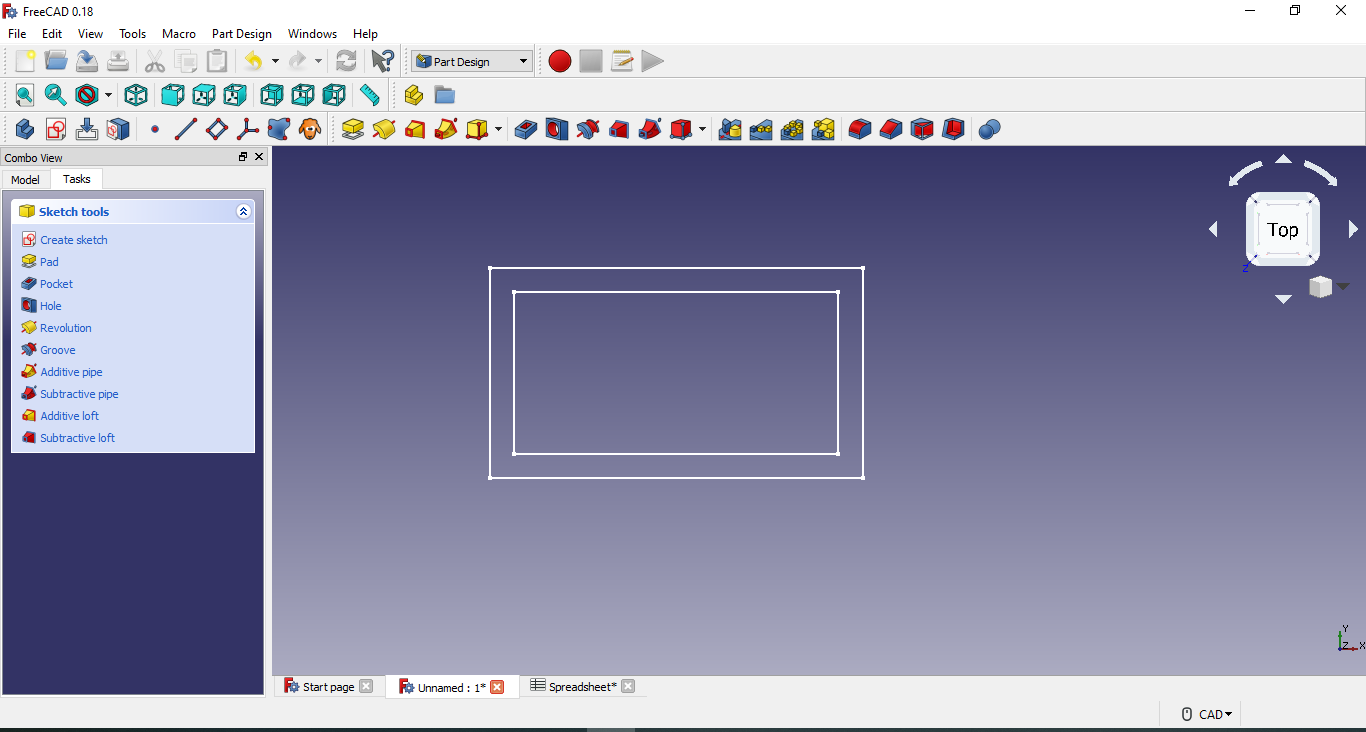 FreeCAD 0.18
File Edit View Tools Macro Part Design Windows Help
Part Design
Combo View
Model Tasks
Sketch tools
Create sketch
Pad
Pocket
Hole
Revolution
Groove
Additive pipe
Subtractive pipe
Additive loft
Subtractive loft
Top
Z
Y
Z X
Start page Unnamed : 1* Spreadsheet*
CAD